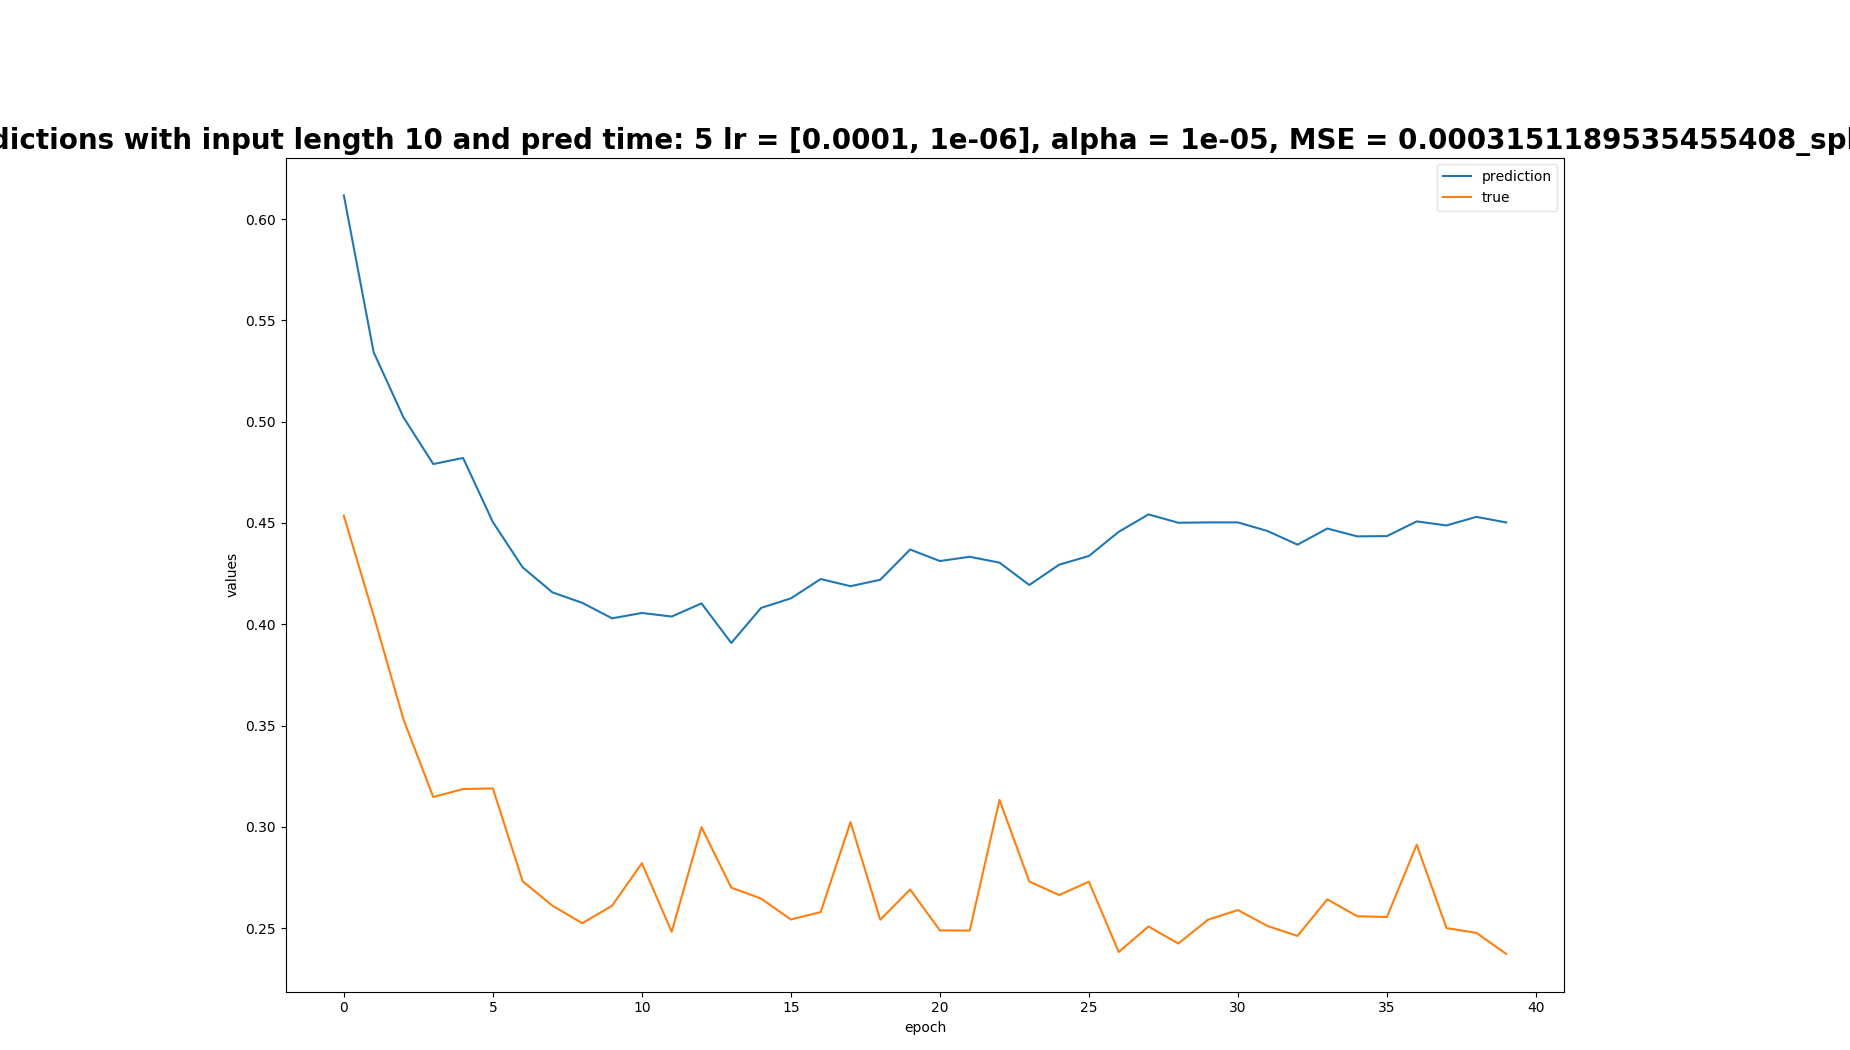 dictions with input length 10 and pred time: 5 lr = [0.0001, 1e-06], alpha = 1e-05, MSE = 0.0003151189535455408_spl
prediction
true
0.60
0.55
0.50
0.45
0.40
0.35
0.30
0.25
values
0 5 10 15 20 25 30 35 40
epoch